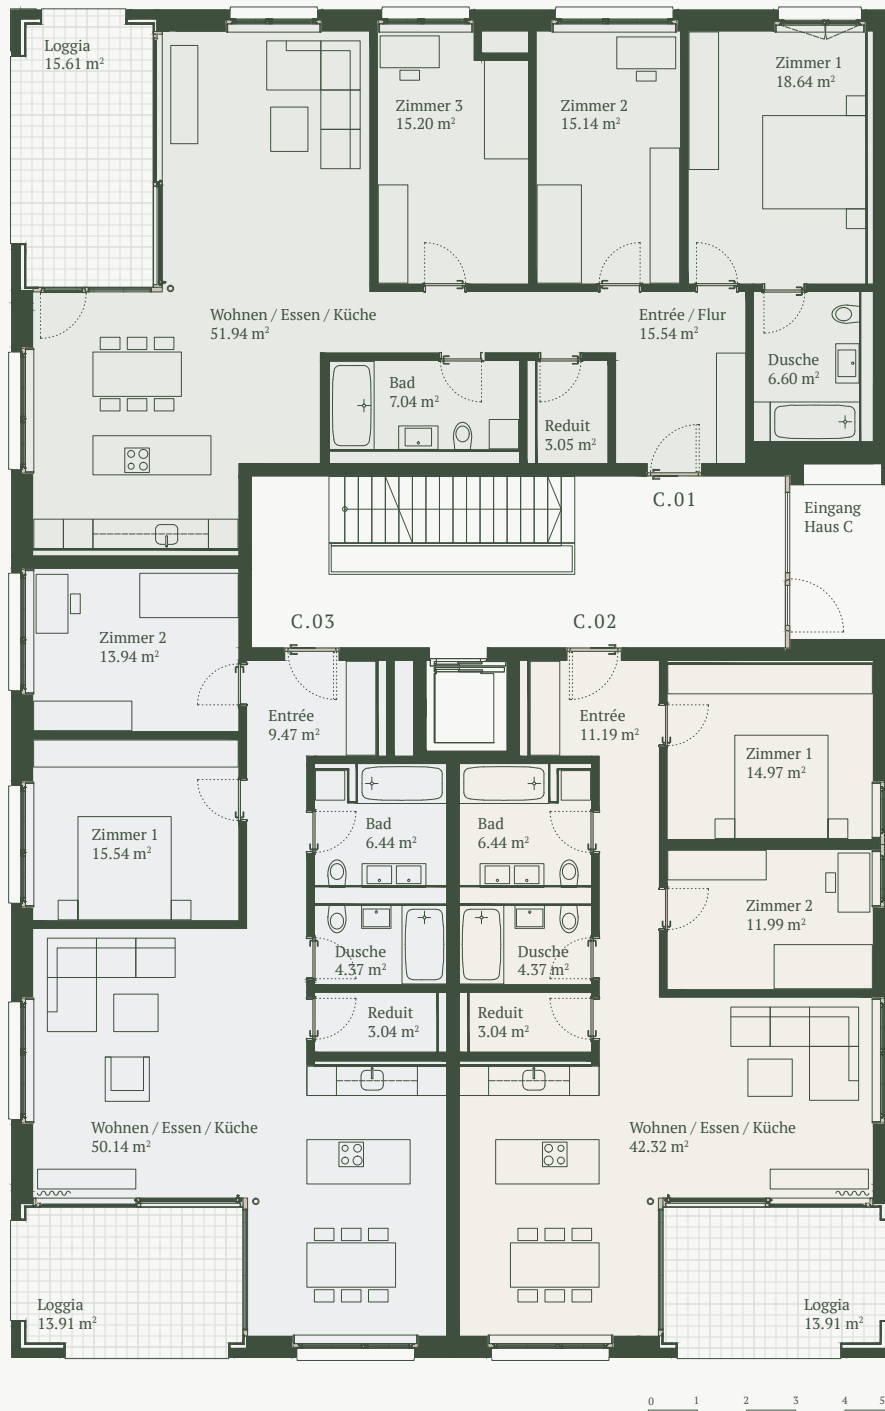 Loggia
15.61 m²
Zimmer 3
15.20 m²
Zimmer 2
15.14 m²
Zimmer 1
18.64 m²
Wohnen / Essen / Küche
51.94 m²
Entrée / Flur
15.54 m²
Dusche
6.60 m²
Bad
7.04 m²
Reduit
3.05 m²
C.01
Eingang
Haus C
C.03
C.02
Zimmer 2
13.94 m²
Entrée
9.47 m²
Entrée
11.19 m²
Zimmer 1
14.97 m²
Zimmer 1
15.54 m²
Bad
6.44 m²
Bad
6.44 m²
Zimmer 2
11.99 m²
Dusche
4.37 m²
Dusche
4.37 m²
Reduit
3.04 m²
Reduit
3.04 m²
Wohnen / Essen / Küche
50.14 m²
Wohnen / Essen / Küche
42.32 m²
Loggia
13.91 m²
Loggia
13.91 m²
0 1 2 3 4 5